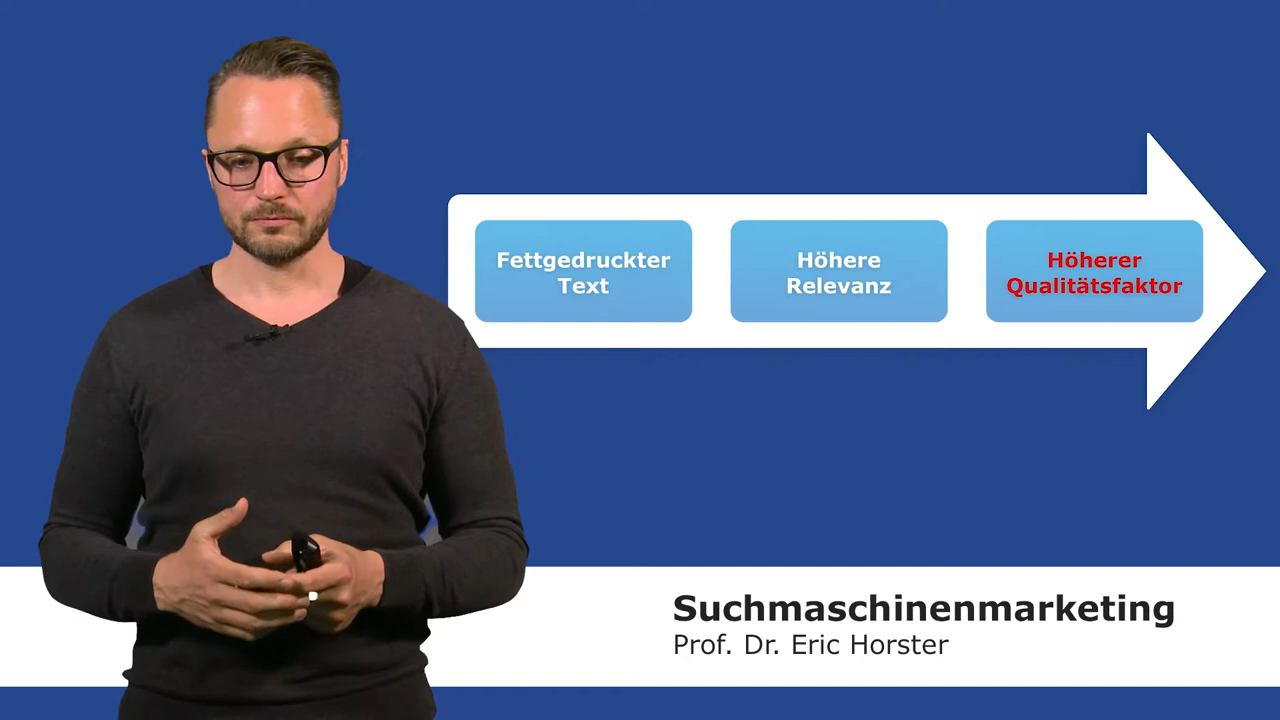 Fettgedruckter
Text
Höhere
Relevanz
Höherer
Qualitätsfaktor
Suchmaschinenmarketing
Prof. Dr. Eric Horster